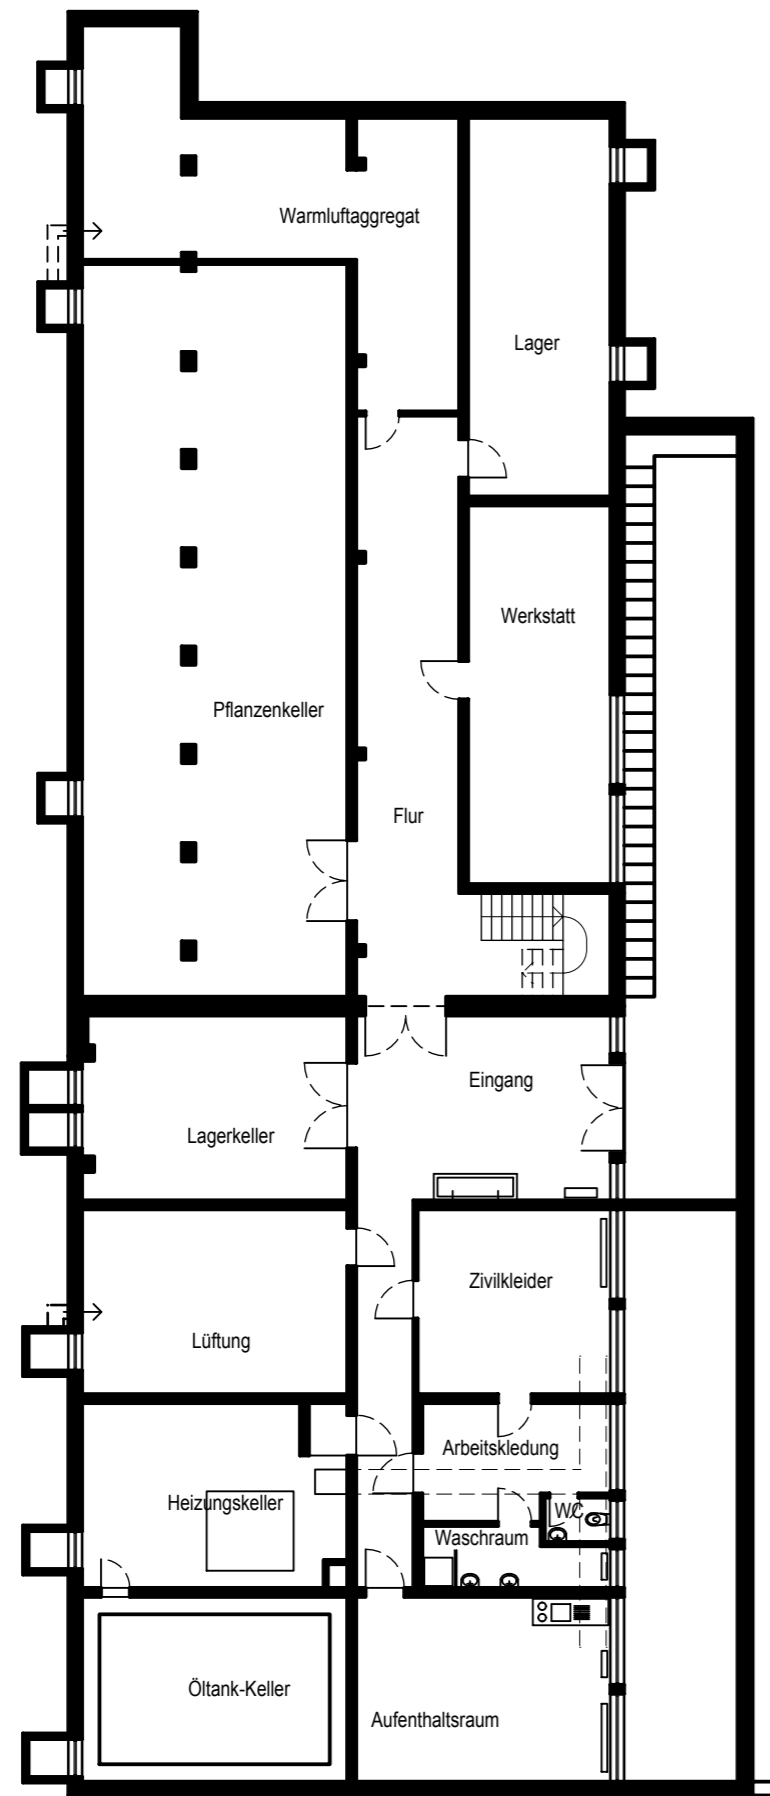 Warmluftaggregat
Lager
Werkstatt
Pflanzenkeller
Flur
Eingang
Lagerkeller
Zivilkleider
Lüftung
Arbeitskledung
Heizungskeller
WC
Waschraum
Öltank-Keller
Aufenthaltsraum